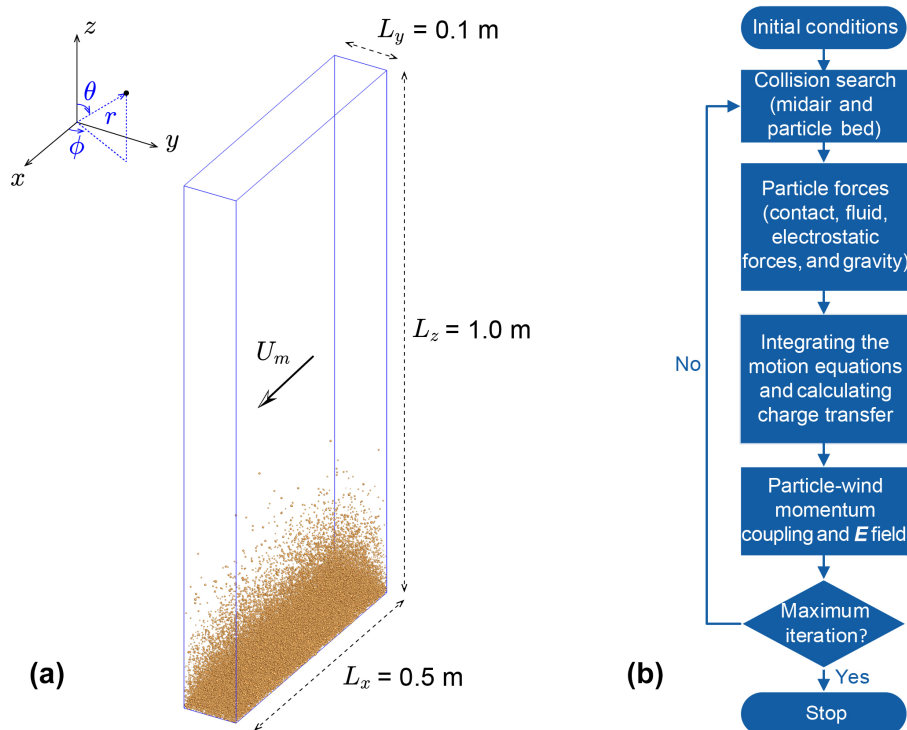 z
θ
r
ϕ
y
x
L_y = 0.1 m
L_z = 1.0 m
U_m
L_x = 0.5 m
(a)
Initial conditions
Collision search
(midair and
particle bed)
Particle forces
(contact, fluid,
electrostatic
forces, and gravity)
Integrating the
motion equations
and calculating
charge transfer
No
Particle-wind
momentum
coupling and E field
Maximum
iteration?
Yes
Stop
(b)